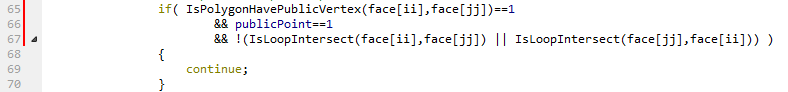 65 if( IsPolygonHavePublicVertex(face[ii],face[jj])==1
66 && publicPoint==1
67 && !(IsLoopIntersect(face[ii],face[jj]) || IsLoopIntersect(face[jj],face[ii])) )
68 {
69 continue;
70 }